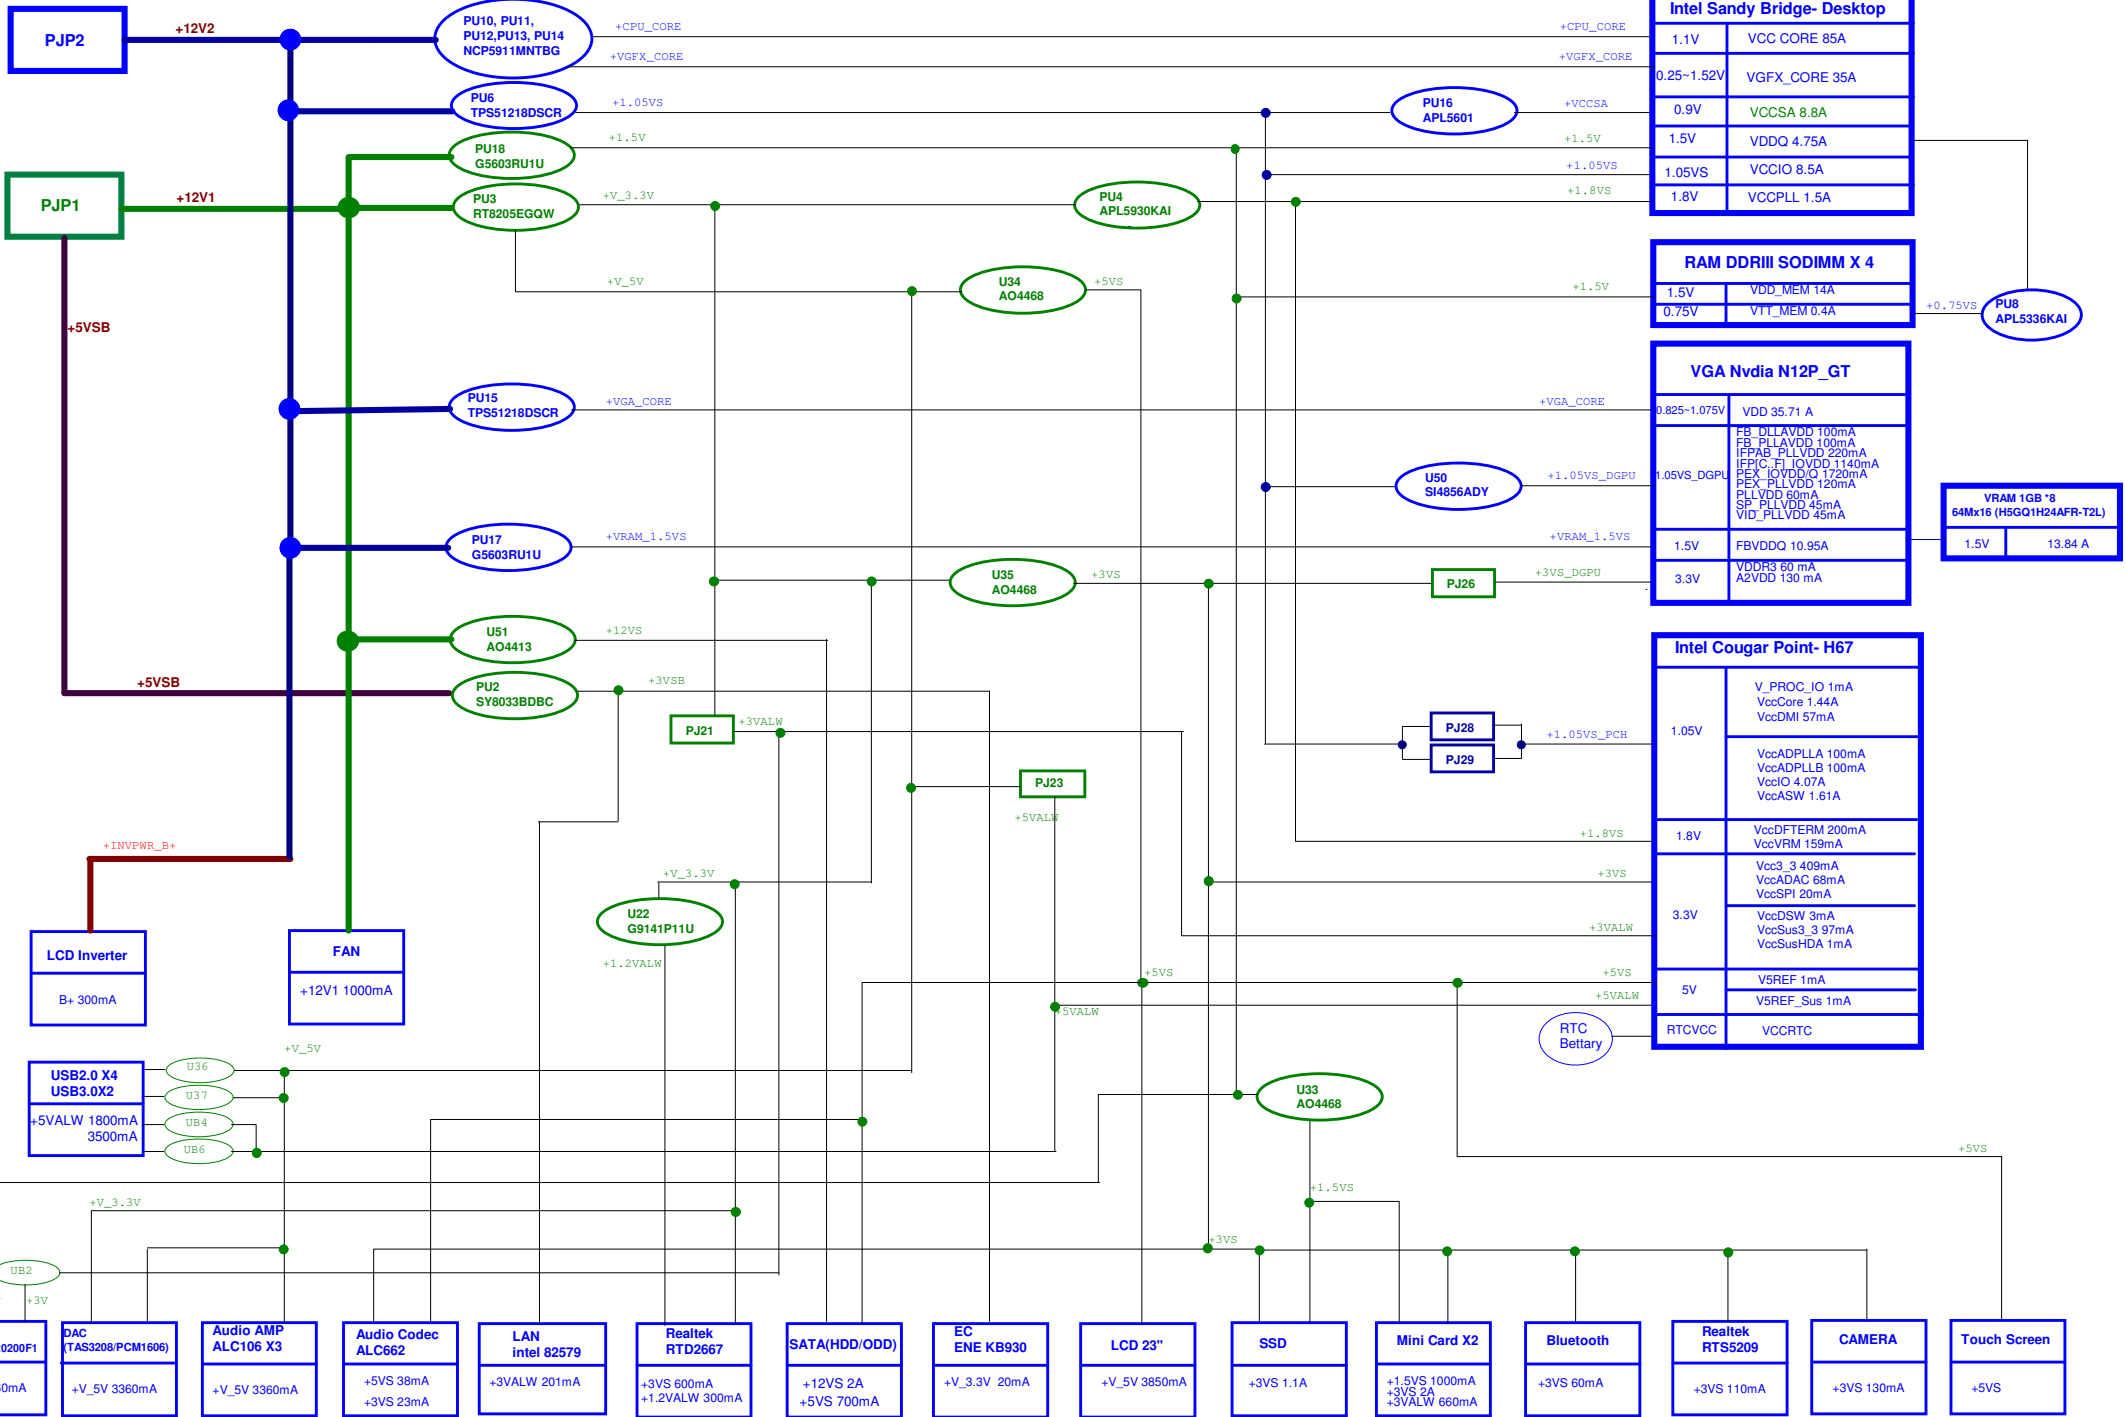 PJP2
+12V2
PU10, PU11,
PU12,PU13, PU14
NCP5911MNTBG
+CPU_CORE
+CPU_CORE
+VGFX_CORE
+VGFX_CORE
Intel Sandy Bridge- Desktop
1.1V
VCC CORE 85A
0.25~1.52V
VGFX_CORE 35A
0.9V
VCCSA 8.8A
1.5V
VDDQ 4.75A
1.05VS
VCCIO 8.5A
1.8V
VCCPLL 1.5A
PU6
TPS51218DSCR
+1.05VS
PU16
APL5601
+VCCSA
PU18
G5603RU1U
+1.5V
+1.5V
+1.05VS
PJP1
+12V1
PU3
RT8205EGQW
+V_3.3V
PU4
APL5930KAI
+1.8VS
+V_5V
U34
AO4468
+5VS
RAM DDRIII SODIMM X 4
+1.5V
1.5V
VDD_MEM 14A
0.75V
VTT_MEM 0.4A
+0.75VS
PU8
APL5336KAI
+5VSB
VGA Nvdia N12P_GT
PU15
TPS51218DSCR
+VGA_CORE
+VGA_CORE
0.825~1.075V
VDD 35.71 A
1.05VS_DGPU
FB_DLLAVDD 100mA
FB_PLLAVDD 100mA
IFPAB_PLLVDD 220mA
IFP[C..F]_IOVDD 1140mA
PEX_IOVDD/Q 1720mA
PEX_PLLVDD 120mA
PLLVDD 60mA
SP_PLLVDD 45mA
VID_PLLVDD 45mA
U50
SI4856ADY
+1.05VS_DGPU
VRAM 1GB *8
64Mx16 (H5GQ1H24AFR-T2L)
1.5V
13.84 A
PU17
G5603RU1U
+VRAM_1.5VS
+VRAM_1.5VS
1.5V
FBVDDQ 10.95A
U35
AO4468
+3VS
PJ26
+3VS_DGPU
3.3V
VDDR3 60 mA
A2VDD 130 mA
U51
AO4413
+12VS
+5VSB
PU2
SY8033BDBC
+3VSB
PJ21
+3VALW
Intel Cougar Point- H67
1.05V
V_PROC_IO 1mA
VccCore 1.44A
VccDMI 57mA
VccADPLLA 100mA
VccADPLLB 100mA
VccIO 4.07A
VccASW 1.61A
PJ28
PJ29
+1.05VS_PCH
PJ23
+5VALW
+1.8VS
1.8V
VccDFTERM 200mA
VccVRM 159mA
+INVPWR_B+
+V_3.3V
+3VS
3.3V
Vcc3_3 409mA
VccADAC 68mA
VccSPI 20mA
VccDSW 3mA
VccSus3_3 97mA
VccSusHDA 1mA
U22
G9141P11U
+1.2VALW
+3VALW
LCD Inverter
B+ 300mA
FAN
+12V1 1000mA
+5VS
+5VS
5V
V5REF 1mA
+5VALW
+5VALW
V5REF_Sus 1mA
RTC
Bettary
RTCVCC
VCCRTC
+V_5V
USB2.0 X4
USB3.0X2
+5VALW 1800mA
3500mA
U36
U37
UB4
UB6
U33
AO4468
+5VS
+1.5VS
+V_3.3V
+3VS
UB2
+3V
0200F1
0mA
DAC
(TAS3208/PCM1606)
+V_5V 3360mA
Audio AMP
ALC106 X3
+V_5V 3360mA
Audio Codec
ALC662
+5VS 38mA
+3VS 23mA
LAN
intel 82579
+3VALW 201mA
Realtek
RTD2667
+3VS 600mA
+1.2VALW 300mA
SATA(HDD/ODD)
+12VS 2A
+5VS 700mA
EC
ENE KB930
+V_3.3V 20mA
LCD 23"
+V_5V 3850mA
SSD
+3VS 1.1A
Mini Card X2
+1.5VS 1000mA
+3VS 2A
+3VALW 660mA
Bluetooth
+3VS 60mA
Realtek
RTS5209
+3VS 110mA
CAMERA
+3VS 130mA
Touch Screen
+5VS